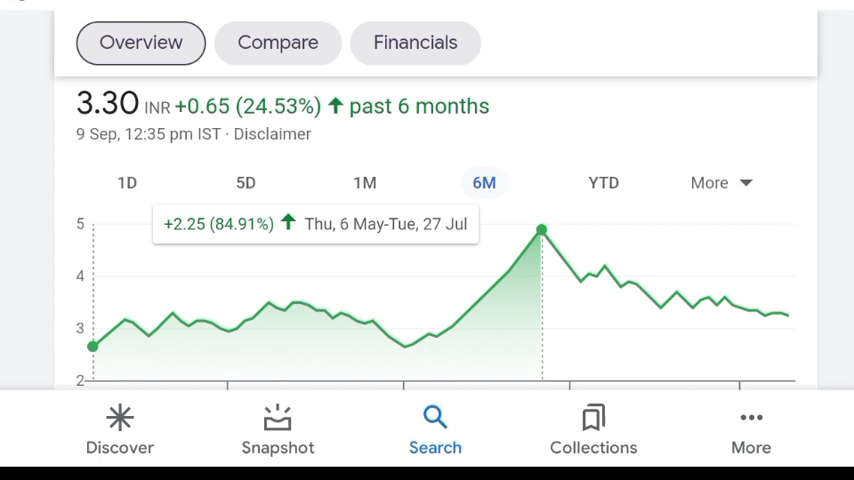 Overview Compare Financials
3.30 INR +0.65 (24.53%) ↑ past 6 months
9 Sep, 12:35 pm IST · Disclaimer
1D 5D 1M 6M YTD More
+2.25 (84.91%) ↑ Thu, 6 May-Tue, 27 Jul
5
4
3
2
Discover Snapshot Search Collections More